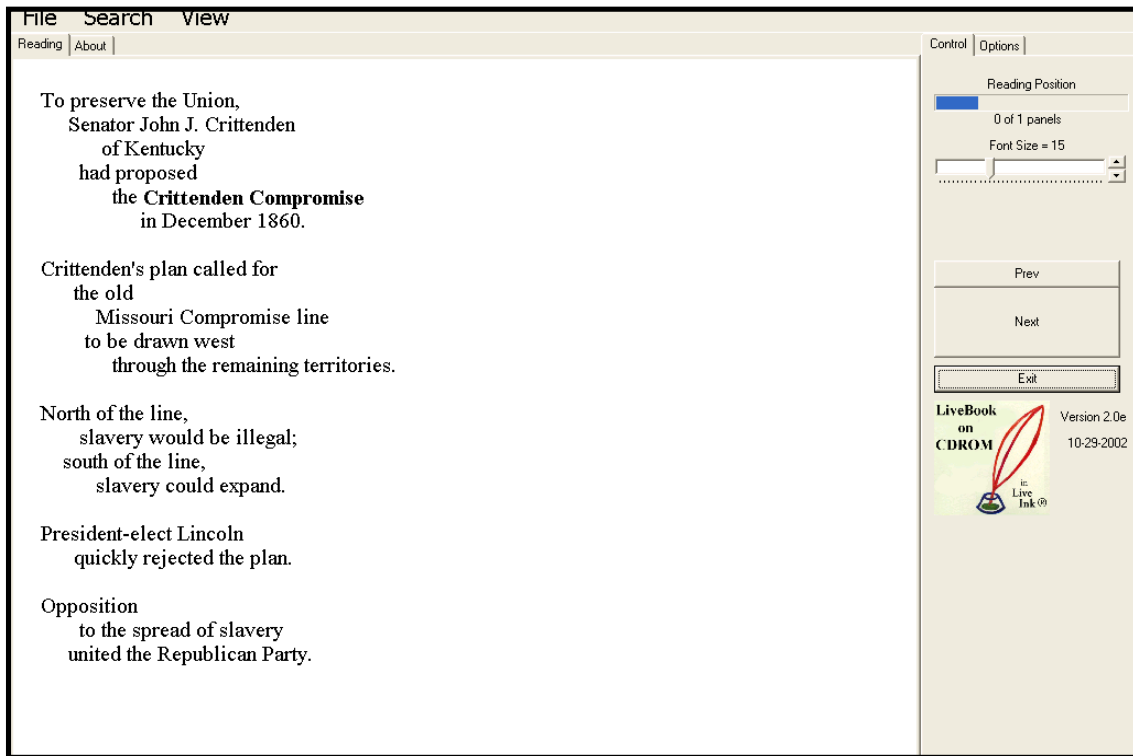 File Search View
Reading About
Control Options
To preserve the Union,
Senator John J. Crittenden
of Kentucky
had proposed
the Crittenden Compromise
in December 1860.
Crittenden's plan called for
the old
Missouri Compromise line
to be drawn west
through the remaining territories.
North of the line,
slavery would be illegal;
south of the line,
slavery could expand.
President-elect Lincoln
quickly rejected the plan.
Opposition
to the spread of slavery
united the Republican Party.
Reading Position
0 of 1 panels
Font Size = 15
Prev
Next
Exit
LiveBook
on
CDROM
in
Live
Ink®
Version 2.0e
10-29-2002